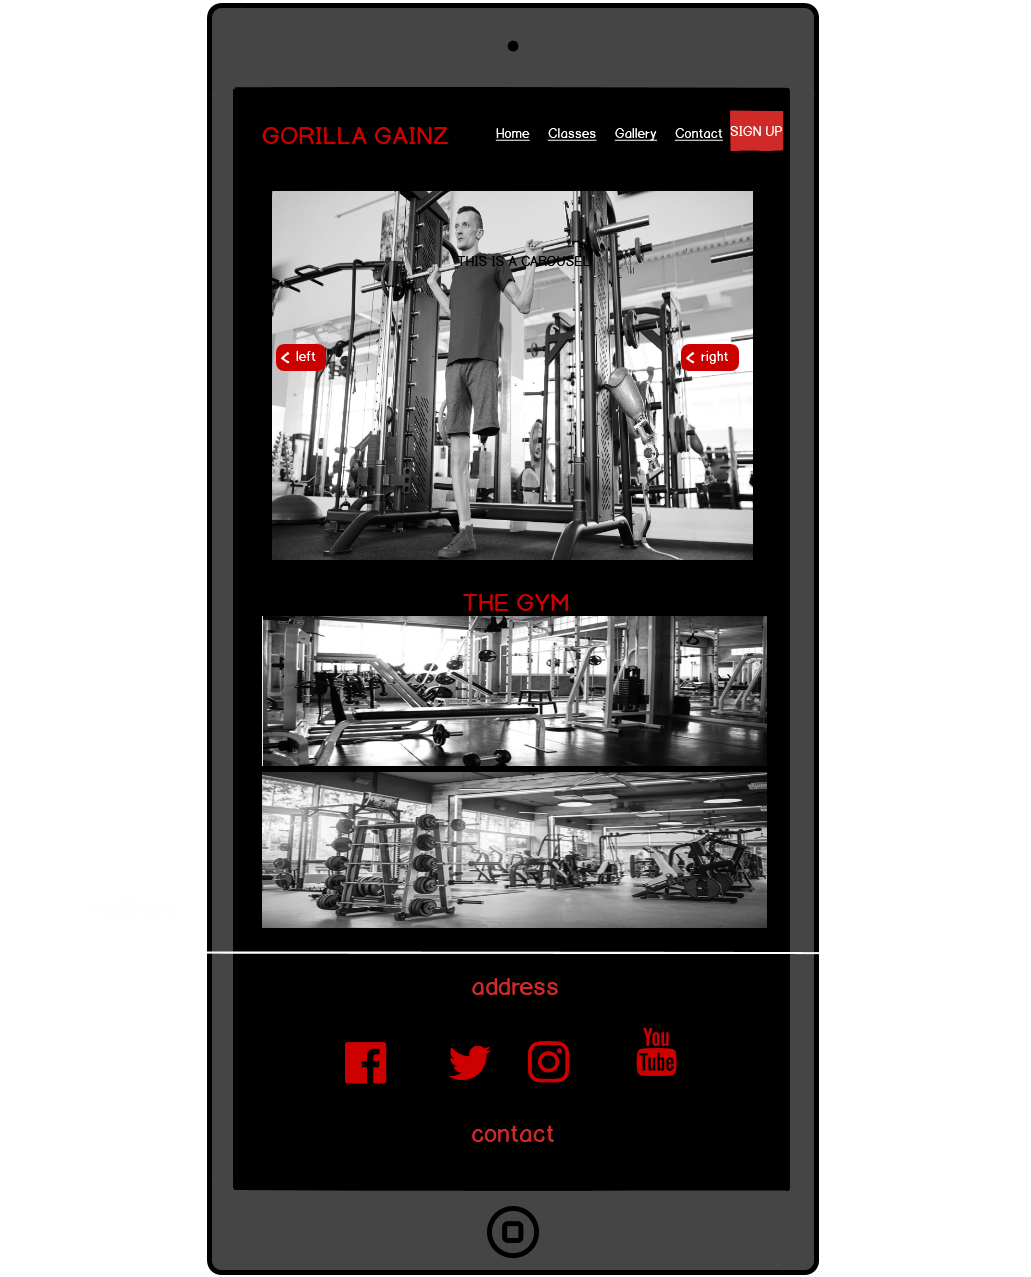 GORILLA GAINZ
Home Classes Gallery Contact SIGN UP
THIS IS A CAROUSEL
left
right
THE GYM
address
You
Tube
contact